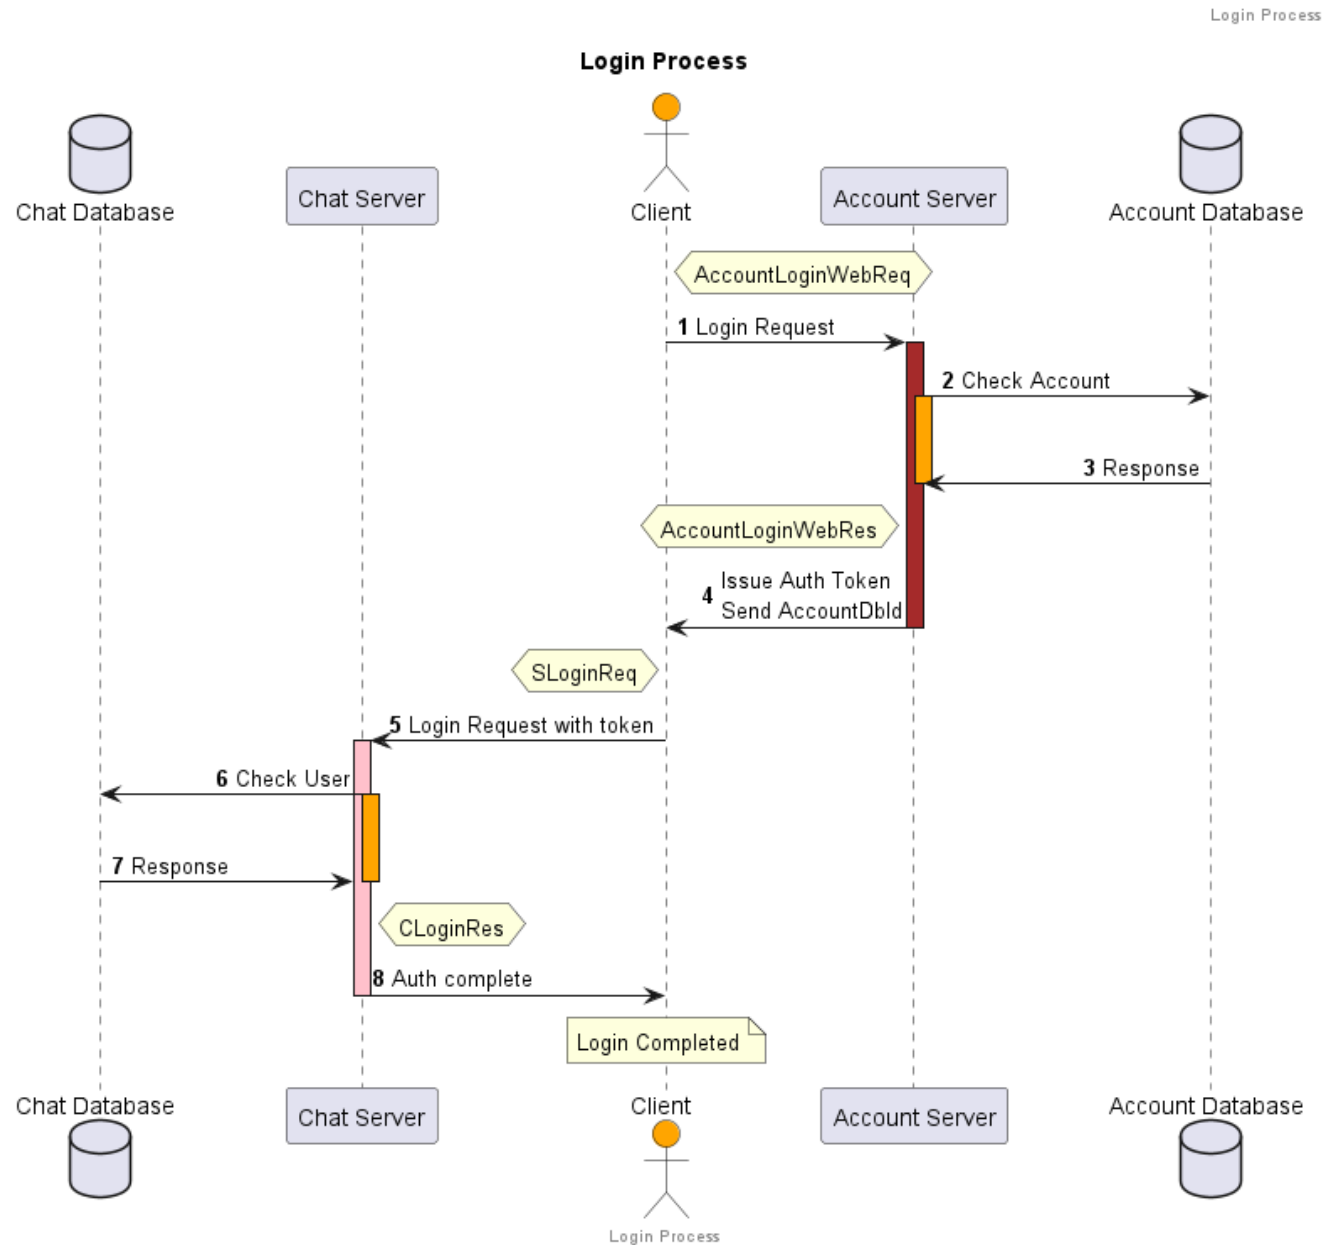 Login Process
Login Process
Chat Database
Chat Server
Client
Account Server
Account Database
AccountLoginWebReq
1 Login Request
2 Check Account
3 Response
AccountLoginWebRes
4 Issue Auth Token
Send AccountDbId
SLoginReq
5 Login Request with token
6 Check User
7 Response
CLoginRes
8 Auth complete
Login Completed
Chat Database
Chat Server
Client
Account Server
Account Database
Login Process